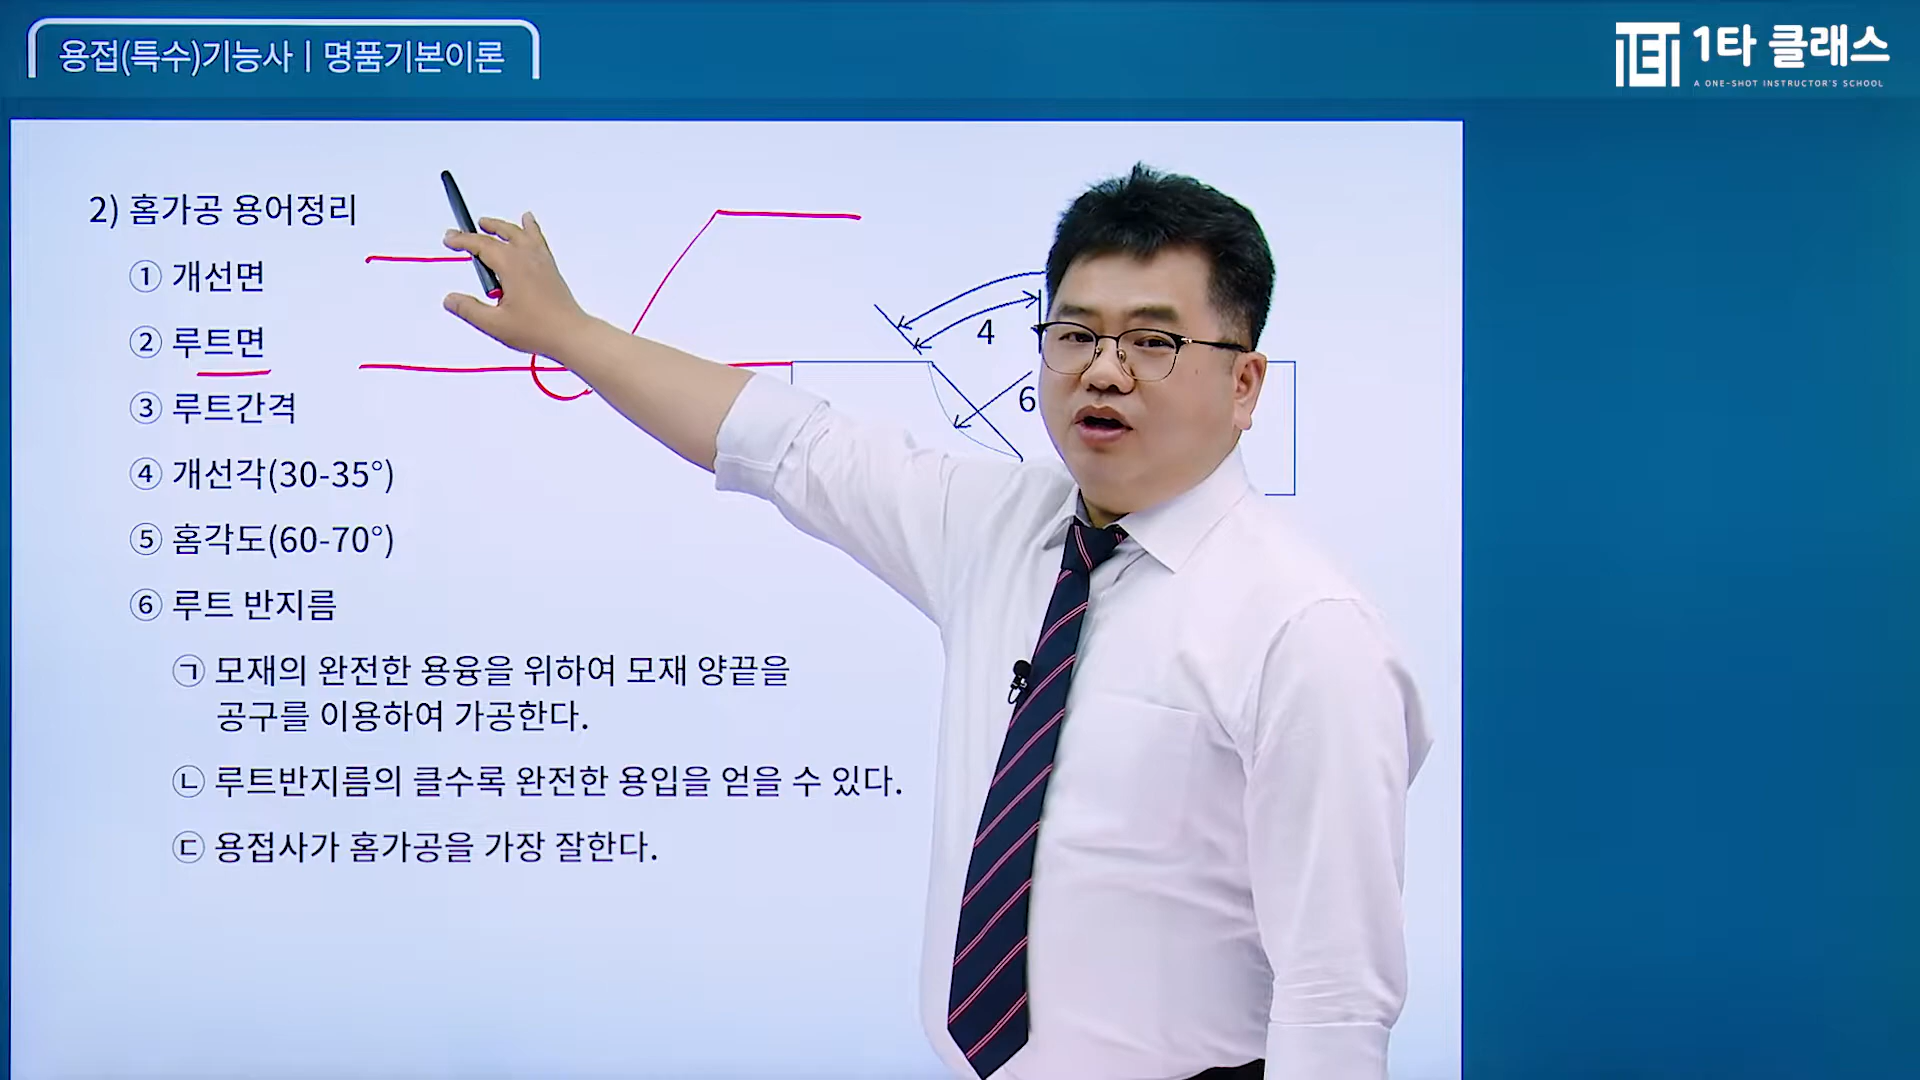 용접(특수)기능사 | 명품기본이론
1타 클래스
A ONE-SHOT INSTRUCTOR'S SCHOOL
2) 홈가공 용어정리
① 개선면
② 루트면
③ 루트간격
④ 개선각(30-35°)
⑤ 홈각도(60-70°)
⑥ 루트 반지름
㉠ 모재의 완전한 용융을 위하여 모재 양끝을
공구를 이용하여 가공한다.
㉡ 루트반지름의 클수록 완전한 용입을 얻을 수 있다.
㉢ 용접사가 홈가공을 가장 잘한다.
4
6